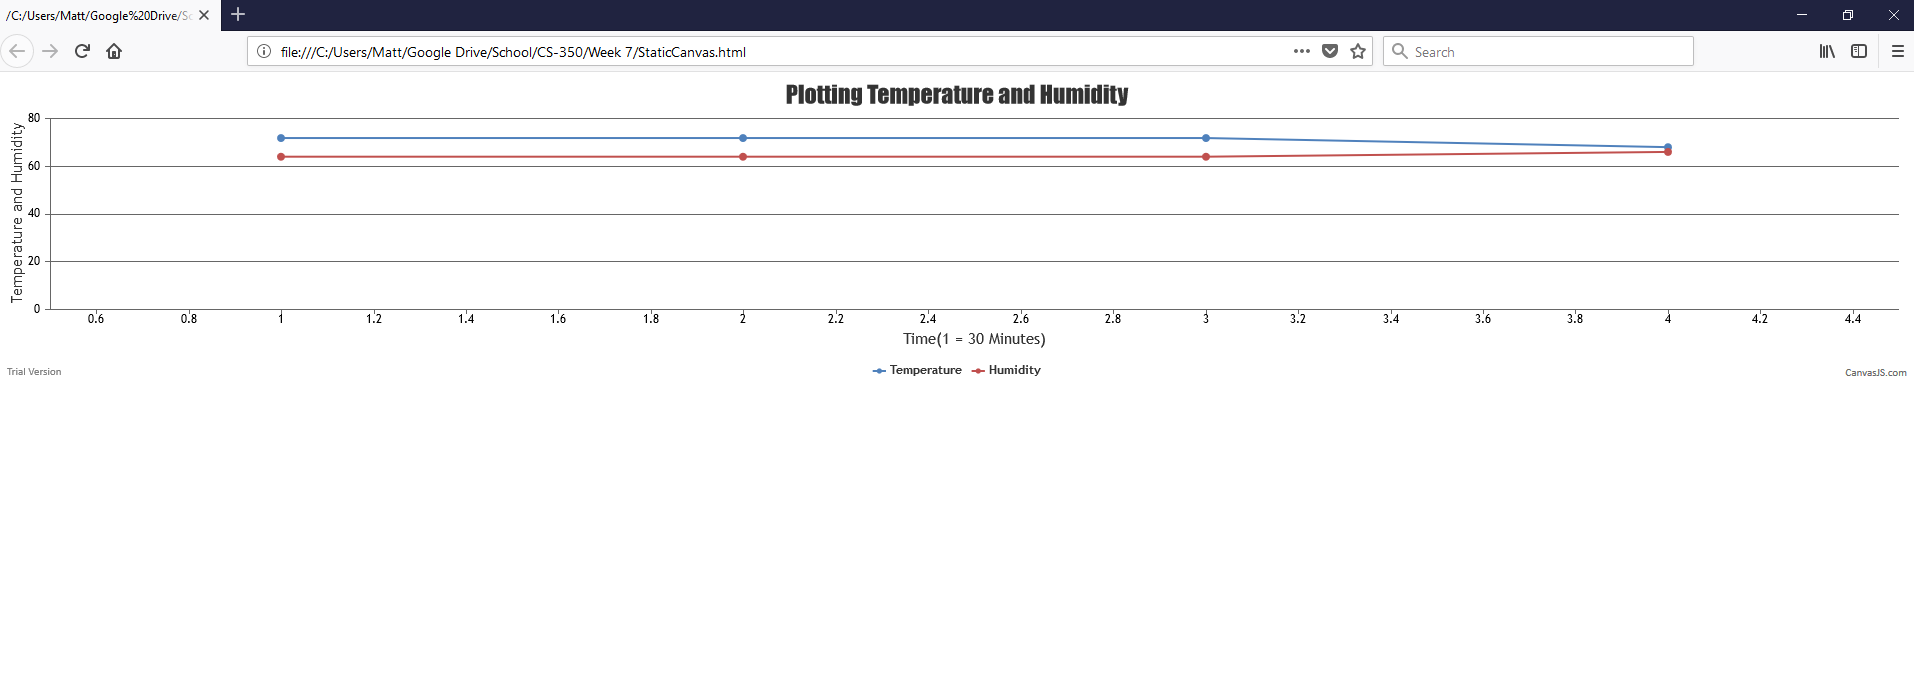 /C:/Users/Matt/Google%20Drive/Sc
file:///C:/Users/Matt/Google Drive/School/CS-350/Week 7/StaticCanvas.html
Search
Plotting Temperature and Humidity
Temperature and Humidity
80
60
40
20
0
0.6 0.8 1 1.2 1.4 1.6 1.8 2 2.2 2.4 2.6 2.8 3 3.2 3.4 3.6 3.8 4 4.2 4.4
Time(1 = 30 Minutes)
Temperature Humidity
Trial Version
CanvasJS.com